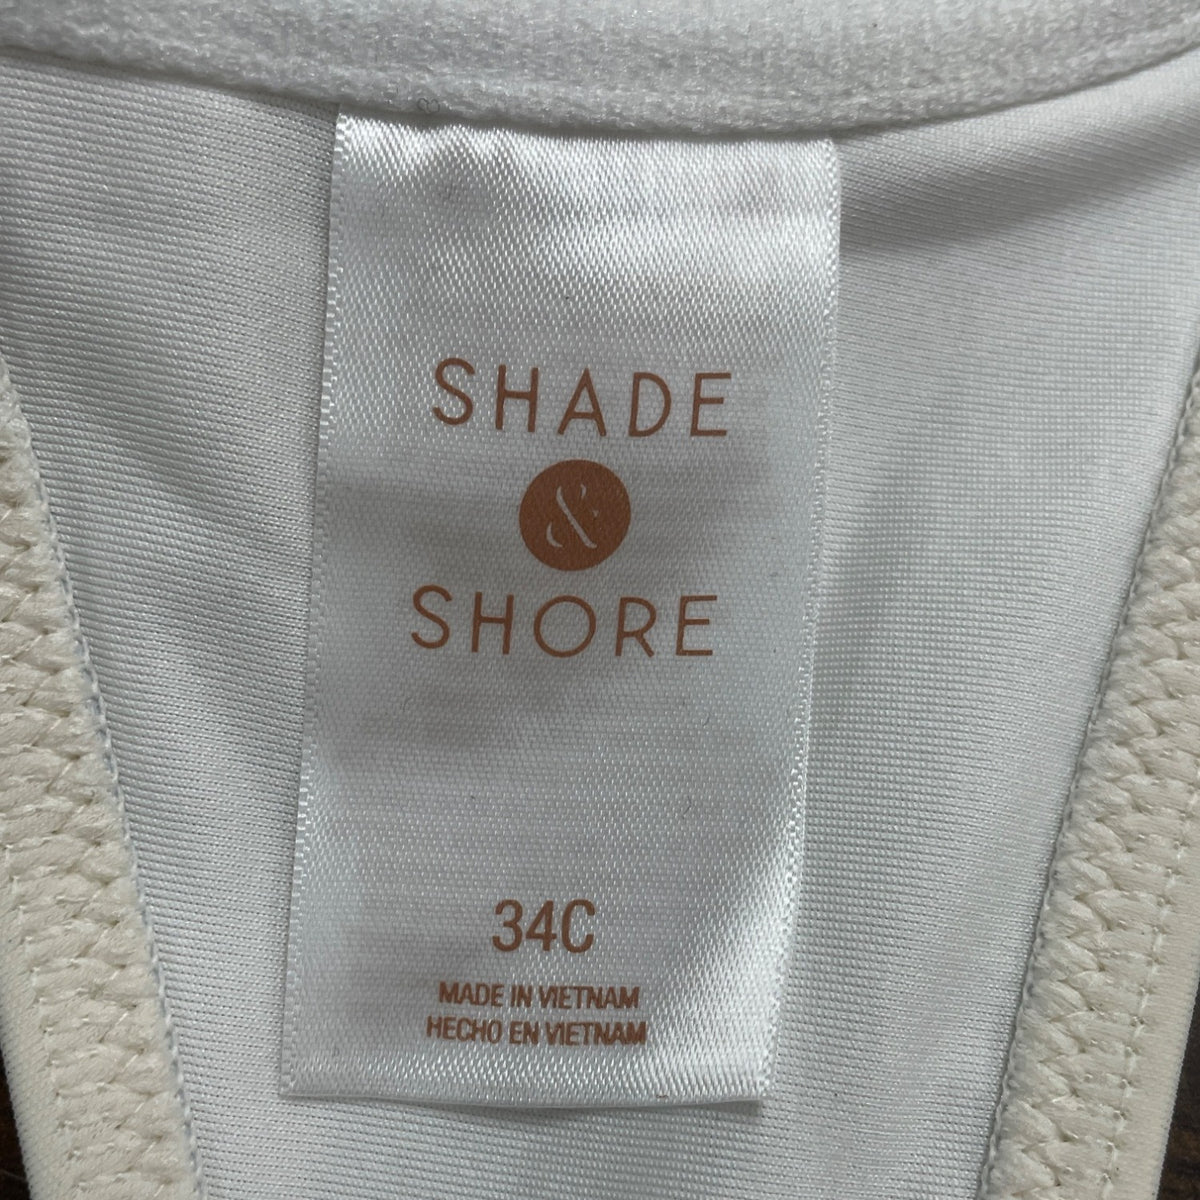 SHADE
&
SHORE
34C
MADE IN VIETNAM
HECHO EN VIETNAM